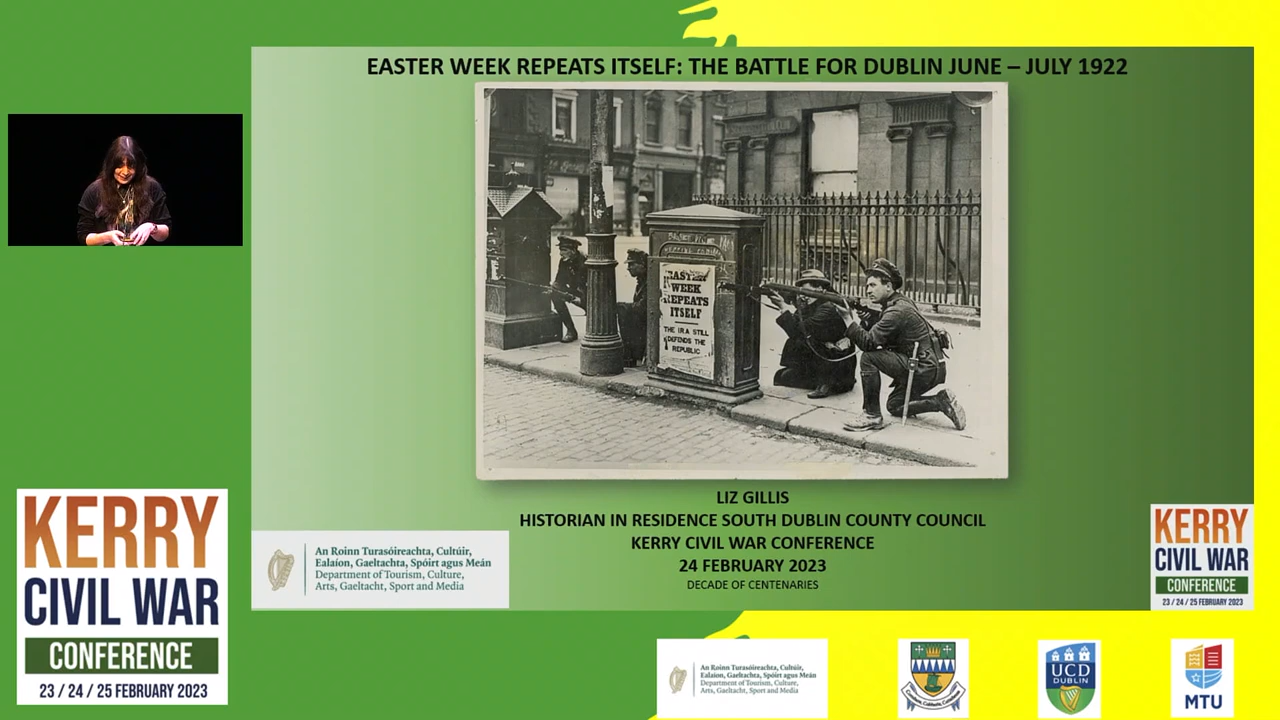 EASTER WEEK REPEATS ITSELF: THE BATTLE FOR DUBLIN JUNE – JULY 1922
EASTER
WEEK
REPEATS
ITSELF
THE IRA STILL
DEFENDS THE
REPUBLIC
LIZ GILLIS
HISTORIAN IN RESIDENCE SOUTH DUBLIN COUNTY COUNCIL
KERRY CIVIL WAR CONFERENCE
24 FEBRUARY 2023
DECADE OF CENTENARIES
An Roinn Turasóireachta, Cultúir,
Ealaíon, Gaeltachta, Spóirt agus Meán
Department of Tourism, Culture,
Arts, Gaeltacht, Sport and Media
KERRY
CIVIL WAR
CONFERENCE
23 / 24 / 25 FEBRUARY 2023
KERRY
CIVIL WAR
CONFERENCE
23 / 24 / 25 FEBRUARY 2023
An Roinn Turasóireachta, Cultúir,
Ealaíon, Gaeltachta, Spóirt agus Meán
Department of Tourism, Culture,
Arts, Gaeltacht, Sport and Media
UCD
DUBLIN
MTU